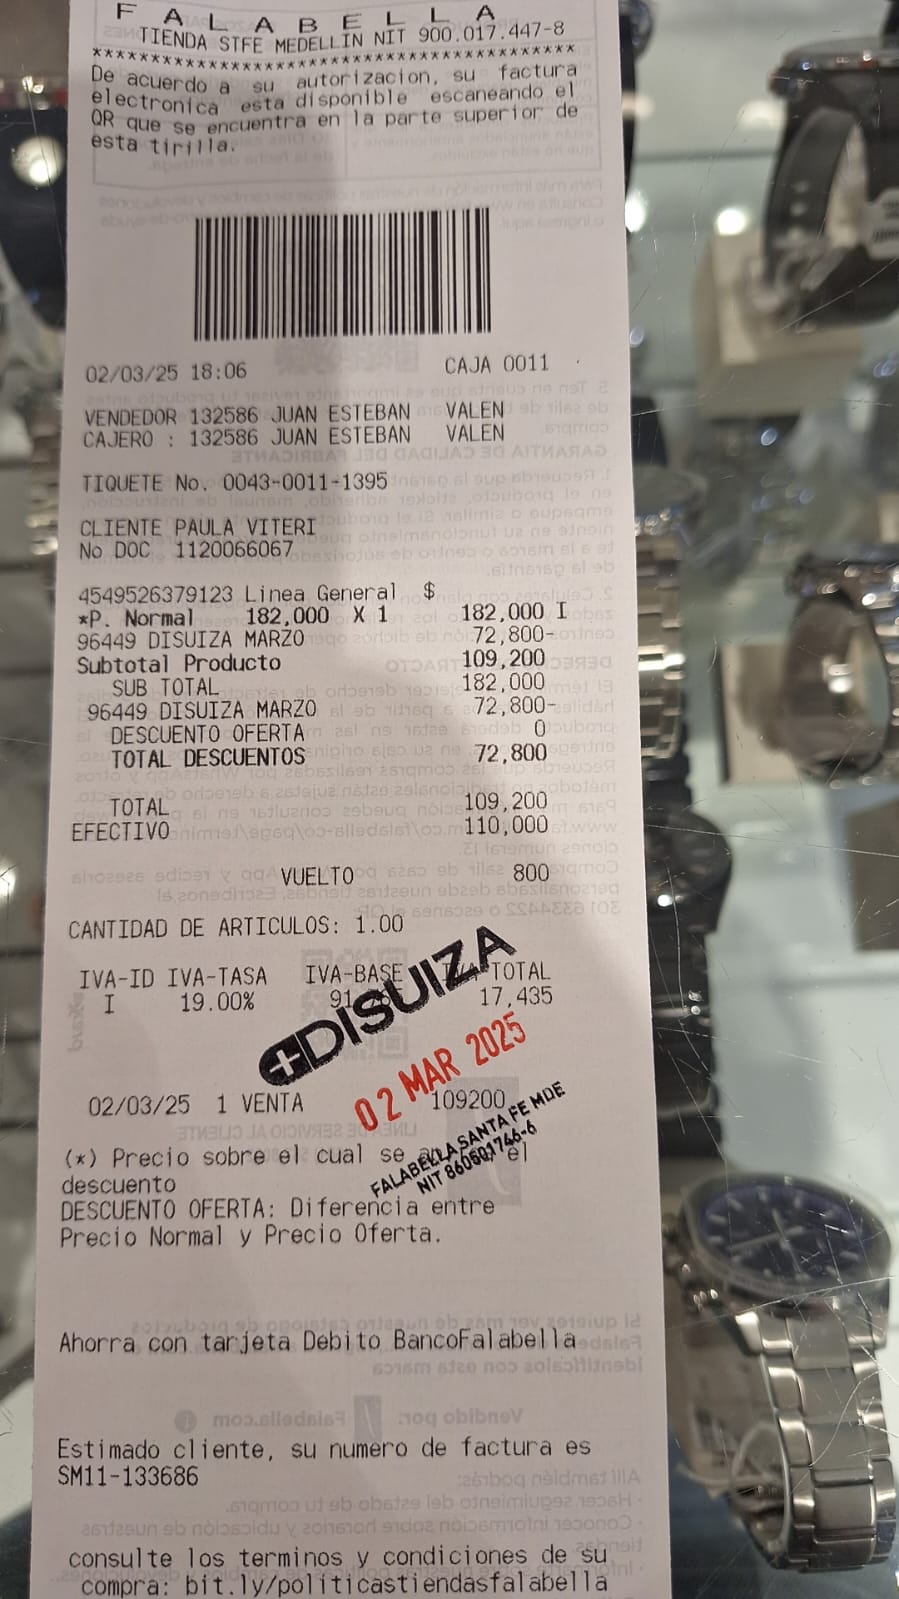 F A L A B E L L A
TIENDA STFE MEDELLIN NIT 900.017.447-8
************************************************
De acuerdo a su autorizacion, su factura
electronica esta disponible escaneando el
QR que se encuentra en la parte superior de
esta tirilla.
02/03/25 18:06 CAJA 0011
VENDEDOR 132586 JUAN ESTEBAN VALEN
CAJERO : 132586 JUAN ESTEBAN VALEN
TIQUETE No. 0043-0011-1395
CLIENTE PAULA VITERI
No DOC 1120066067
4549526379123 Linea General $
*P. Normal 182,000 X 1 182,000 I
96449 DISUIZA MARZO 72,800-
Subtotal Producto 109,200
SUB TOTAL 182,000
96449 DISUIZA MARZO 72,800-
DESCUENTO OFERTA 0
TOTAL DESCUENTOS 72,800
TOTAL 109,200
EFECTIVO 110,000
VUELTO 800
CANTIDAD DE ARTICULOS: 1.00
IVA-ID IVA-TASA IVA-BASE TOTAL
I 19.00% 17,435
DISUIZA
02 MAR 2025
FALABELLA SANTA FE MDE
NIT 860501746-6
02/03/25 1 VENTA 109200
(*) Precio sobre el cual se el
descuento
DESCUENTO OFERTA: Diferencia entre
Precio Normal y Precio Oferta.
Ahorra con tarjeta Debito BancoFalabella
Estimado cliente, su numero de factura es
SM11-133686
consulte los terminos y condiciones de su
compra: bit.ly/politicastiendasfalabella